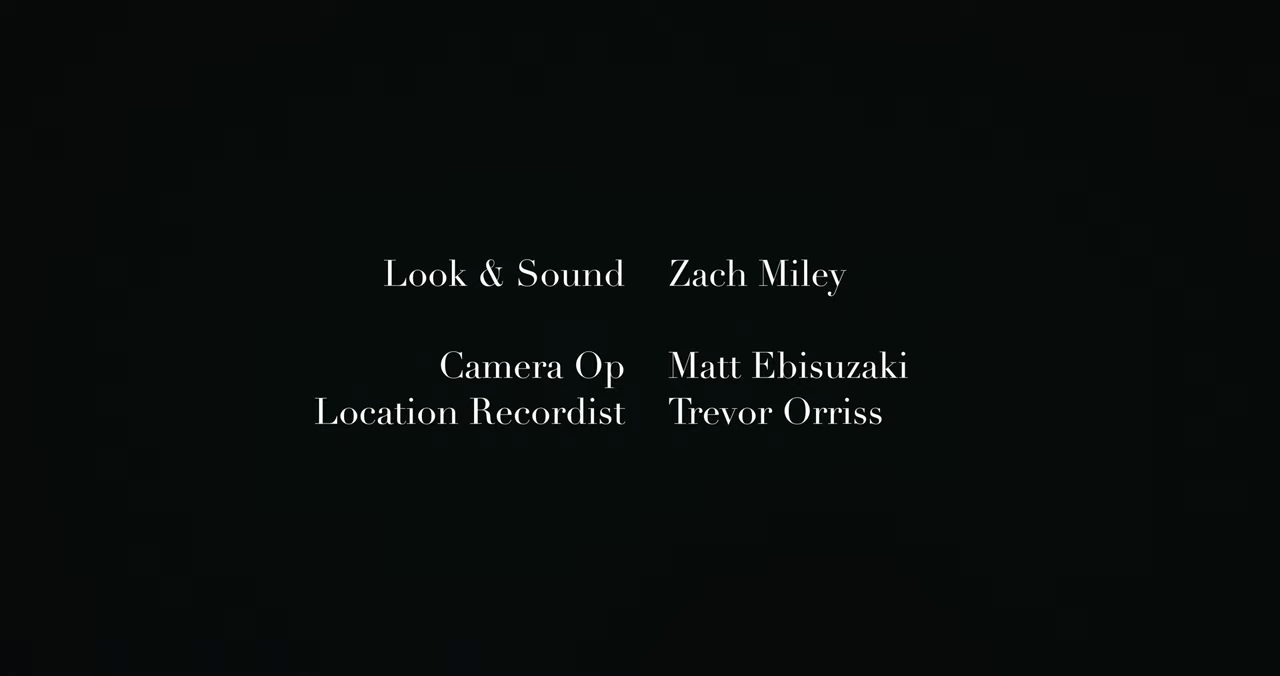 Look & Sound Zach Miley
Camera Op Matt Ebisuzaki
Location Recordist Trevor Orriss